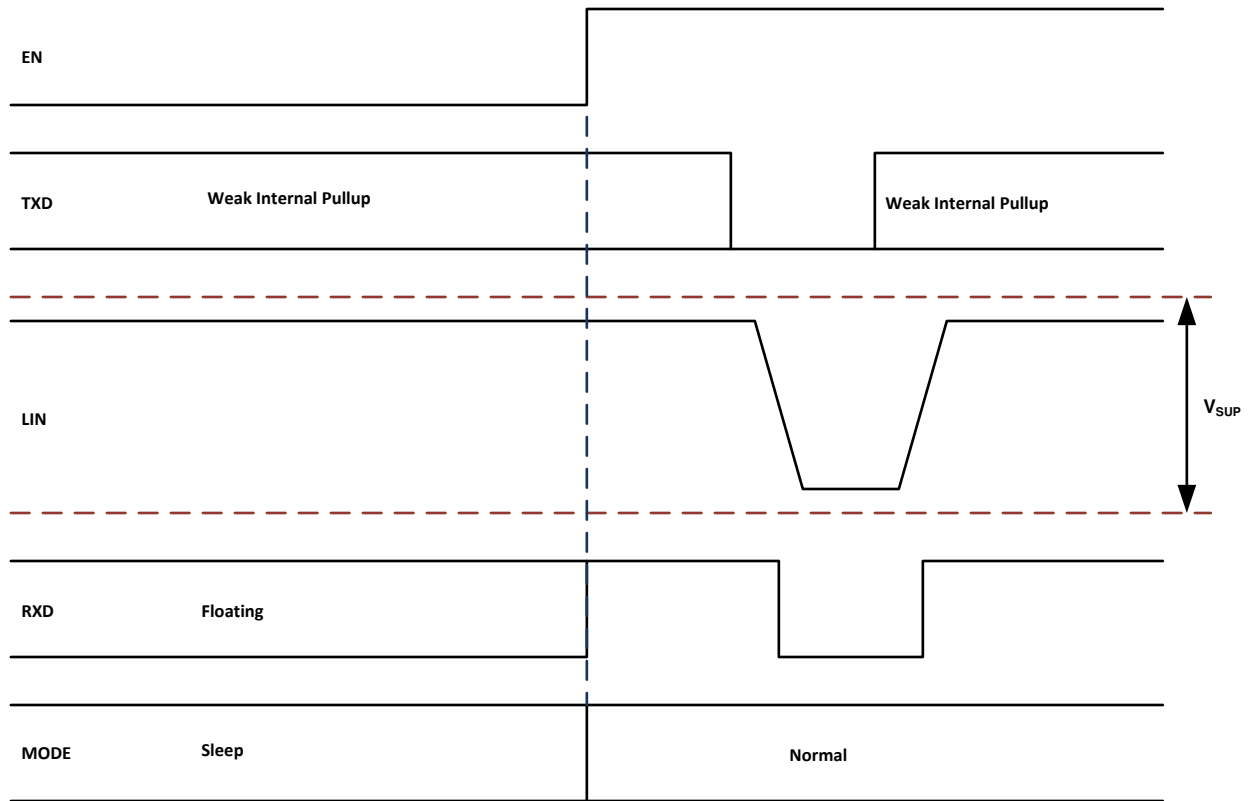 EN
TXD
Weak Internal Pullup
Weak Internal Pullup
LIN
VSUP
RXD
Floating
MODE
Sleep
Normal